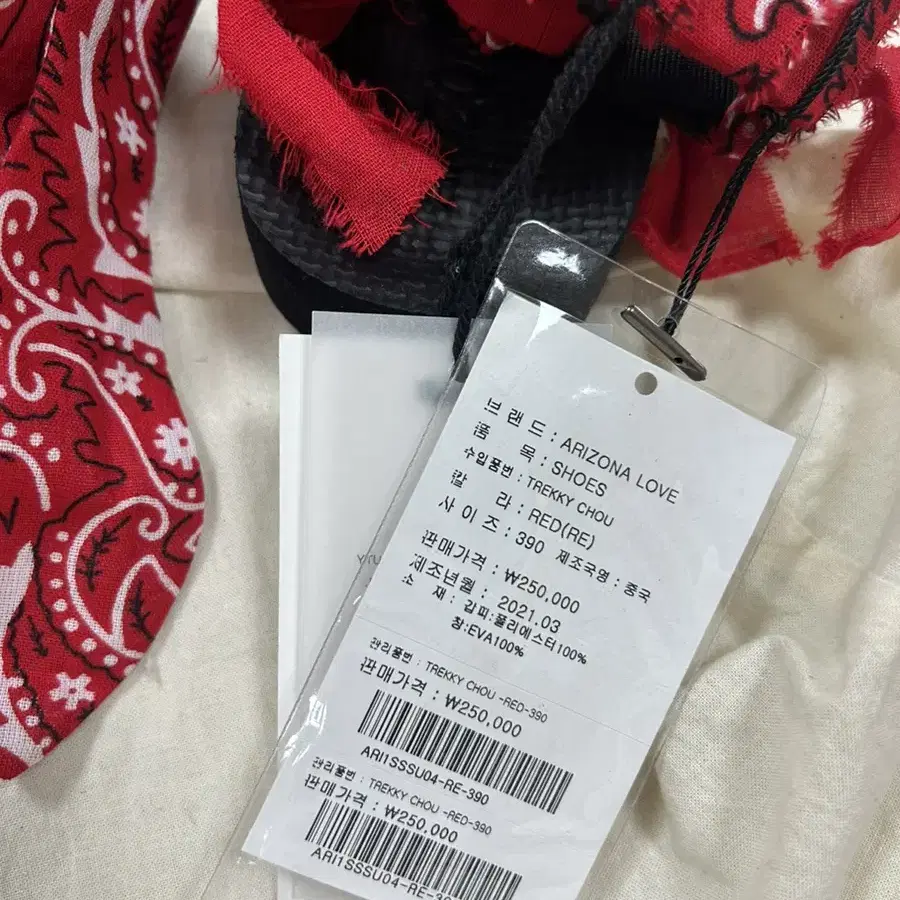 브 랜 드 : ARIZONA LOVE
품 목 : SHOES
수입품번 : TREKKY CHOU
칼 라 : RED(RE)
사 이 즈 : 390 제조국명 : 중국
판매가격 : ₩250,000
제조년월 : 2021.03
소 재 : 갑피:폴리에스터100%
창:EVA100%
관리품번 : TREKKY CHOU -RED-390
판매가격 : ₩250,000
ARI1SSSU04-RE-390
관리품번 : TREKKY CHOU -RED-390
판매가격 : ₩250,000
ARI1SSSU04-RE-39